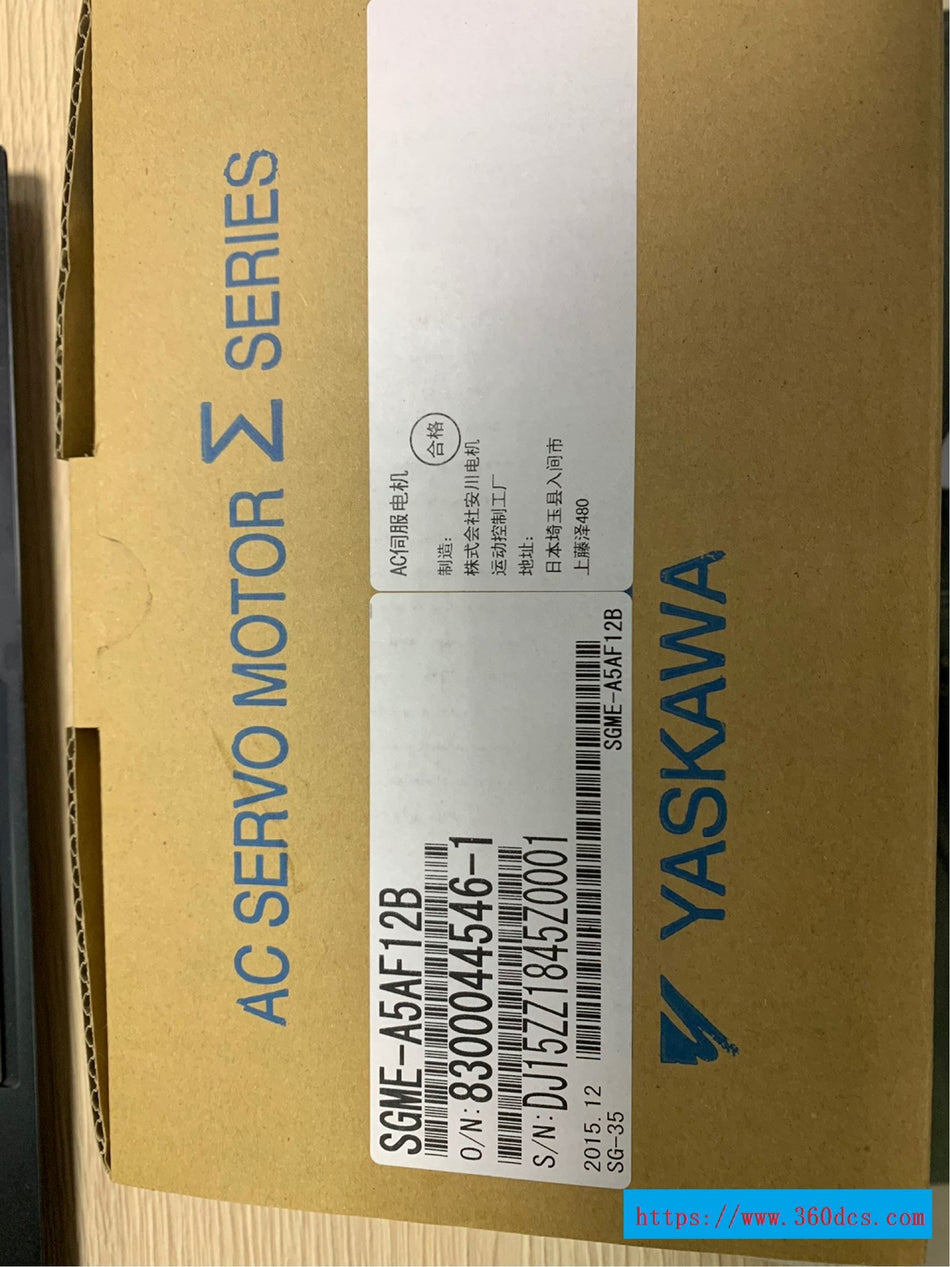 AC SERVO MOTOR Σ SERIES
SGME-A5AF12B
O/N:8300044546-1
S/N:DJ15ZZ1845Z0001
2015.12
SG-35
SGME-A5AF12B
AC伺服电机
合格
制造:
株式会社安川电机
运动控制工厂
地址:
日本埼玉县入间市
上藤泽480
YASKAWA
https://www.360dcs.com